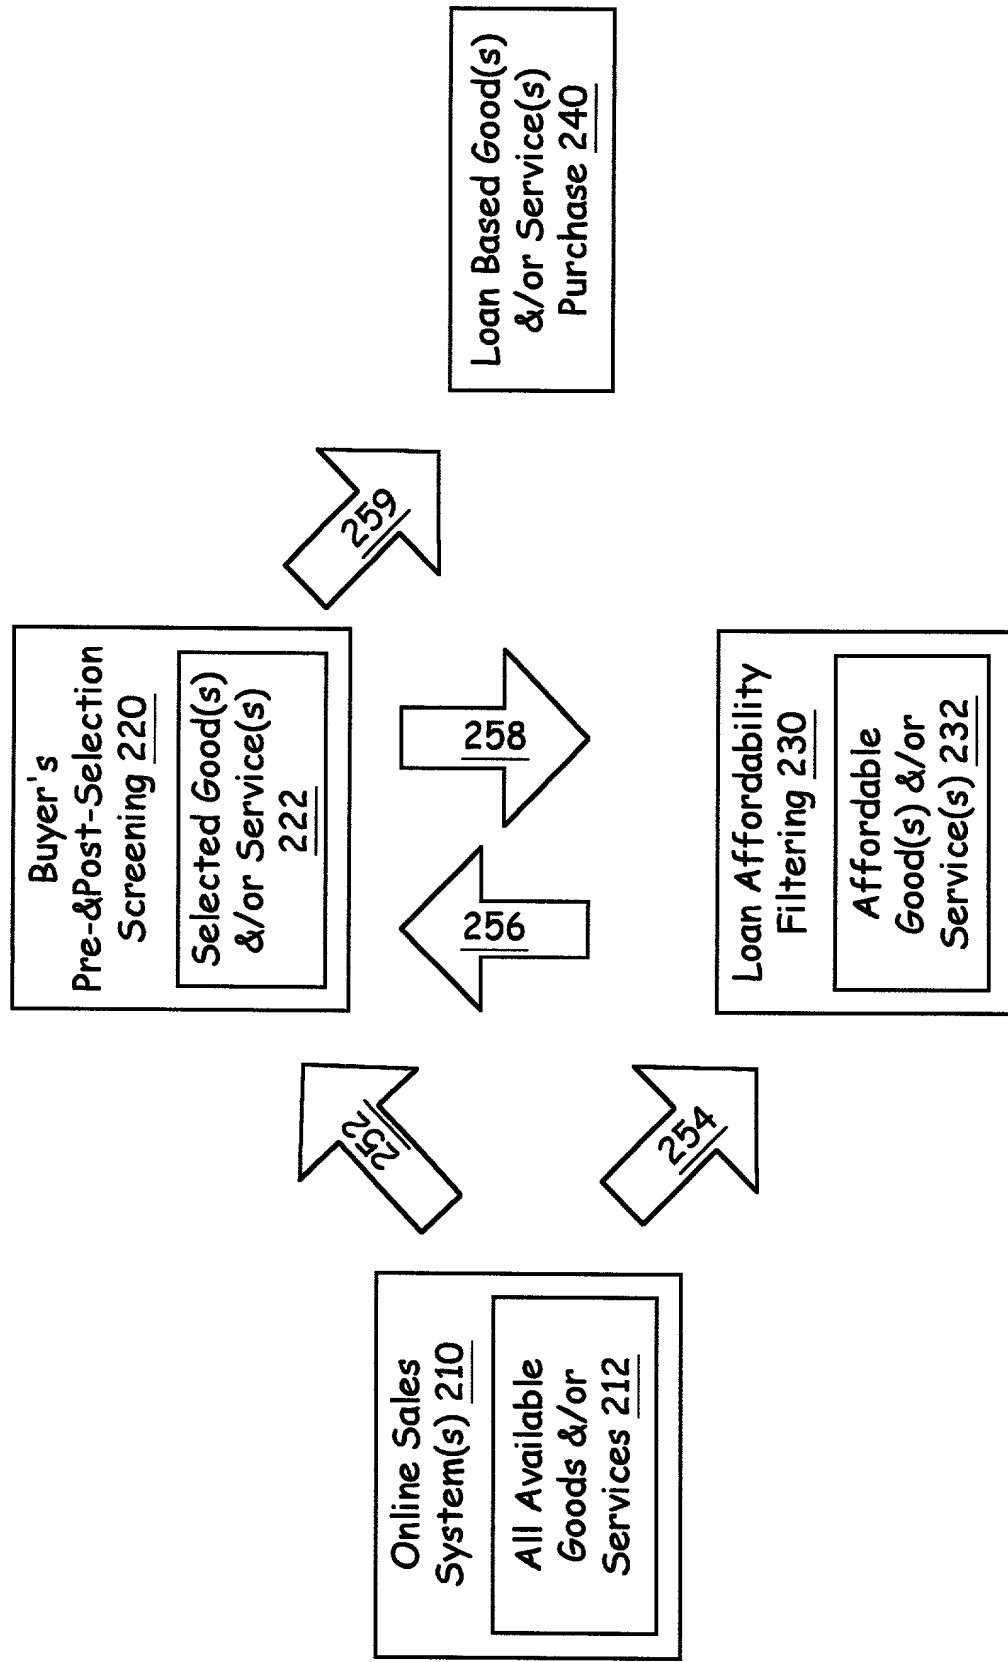 Online Sales
System(s) 210
All Available
Goods &/or
Services 212
252
254
Buyer's
Pre-&Post-Selection
Screening 220
Selected Good(s)
&/or Service(s)
222
256
258
Loan Affordability
Filtering 230
Affordable
Good(s) &/or
Service(s) 232
259
Loan Based Good(s)
&/or Service(s)
Purchase 240